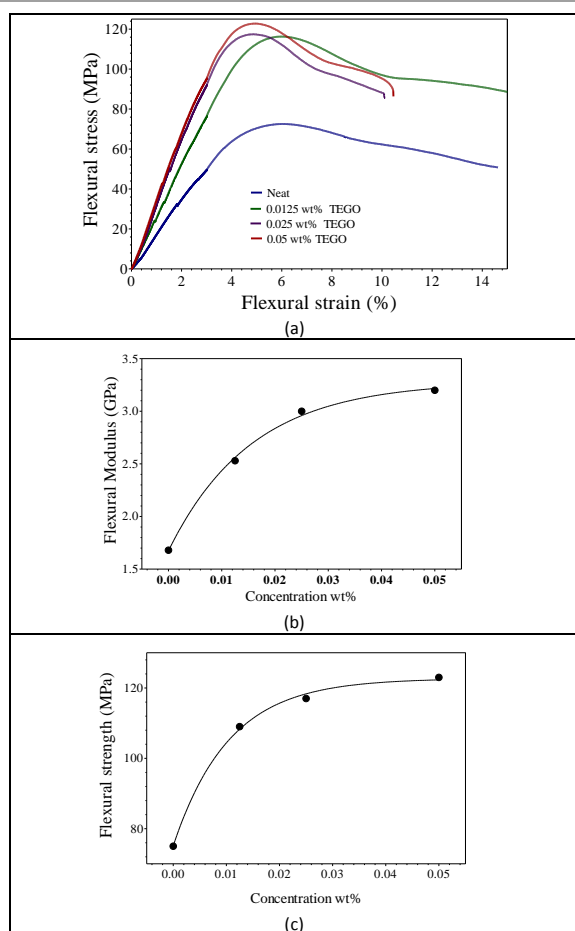 120
100
80
60
40
20
0
Flexural stress (MPa)
Neat
0.0125 wt% TEGO
0.025 wt% TEGO
0.05 wt% TEGO
0 2 4 6 8 10 12 14
Flexural strain (%)
(a)
3.5
3.0
2.5
2.0
1.5
Flexural Modulus (GPa)
0.00 0.01 0.02 0.03 0.04 0.05
Concentration wt%
(b)
120
100
80
Flexural strength (MPa)
0.00 0.01 0.02 0.03 0.04 0.05
Concentration wt%
(c)